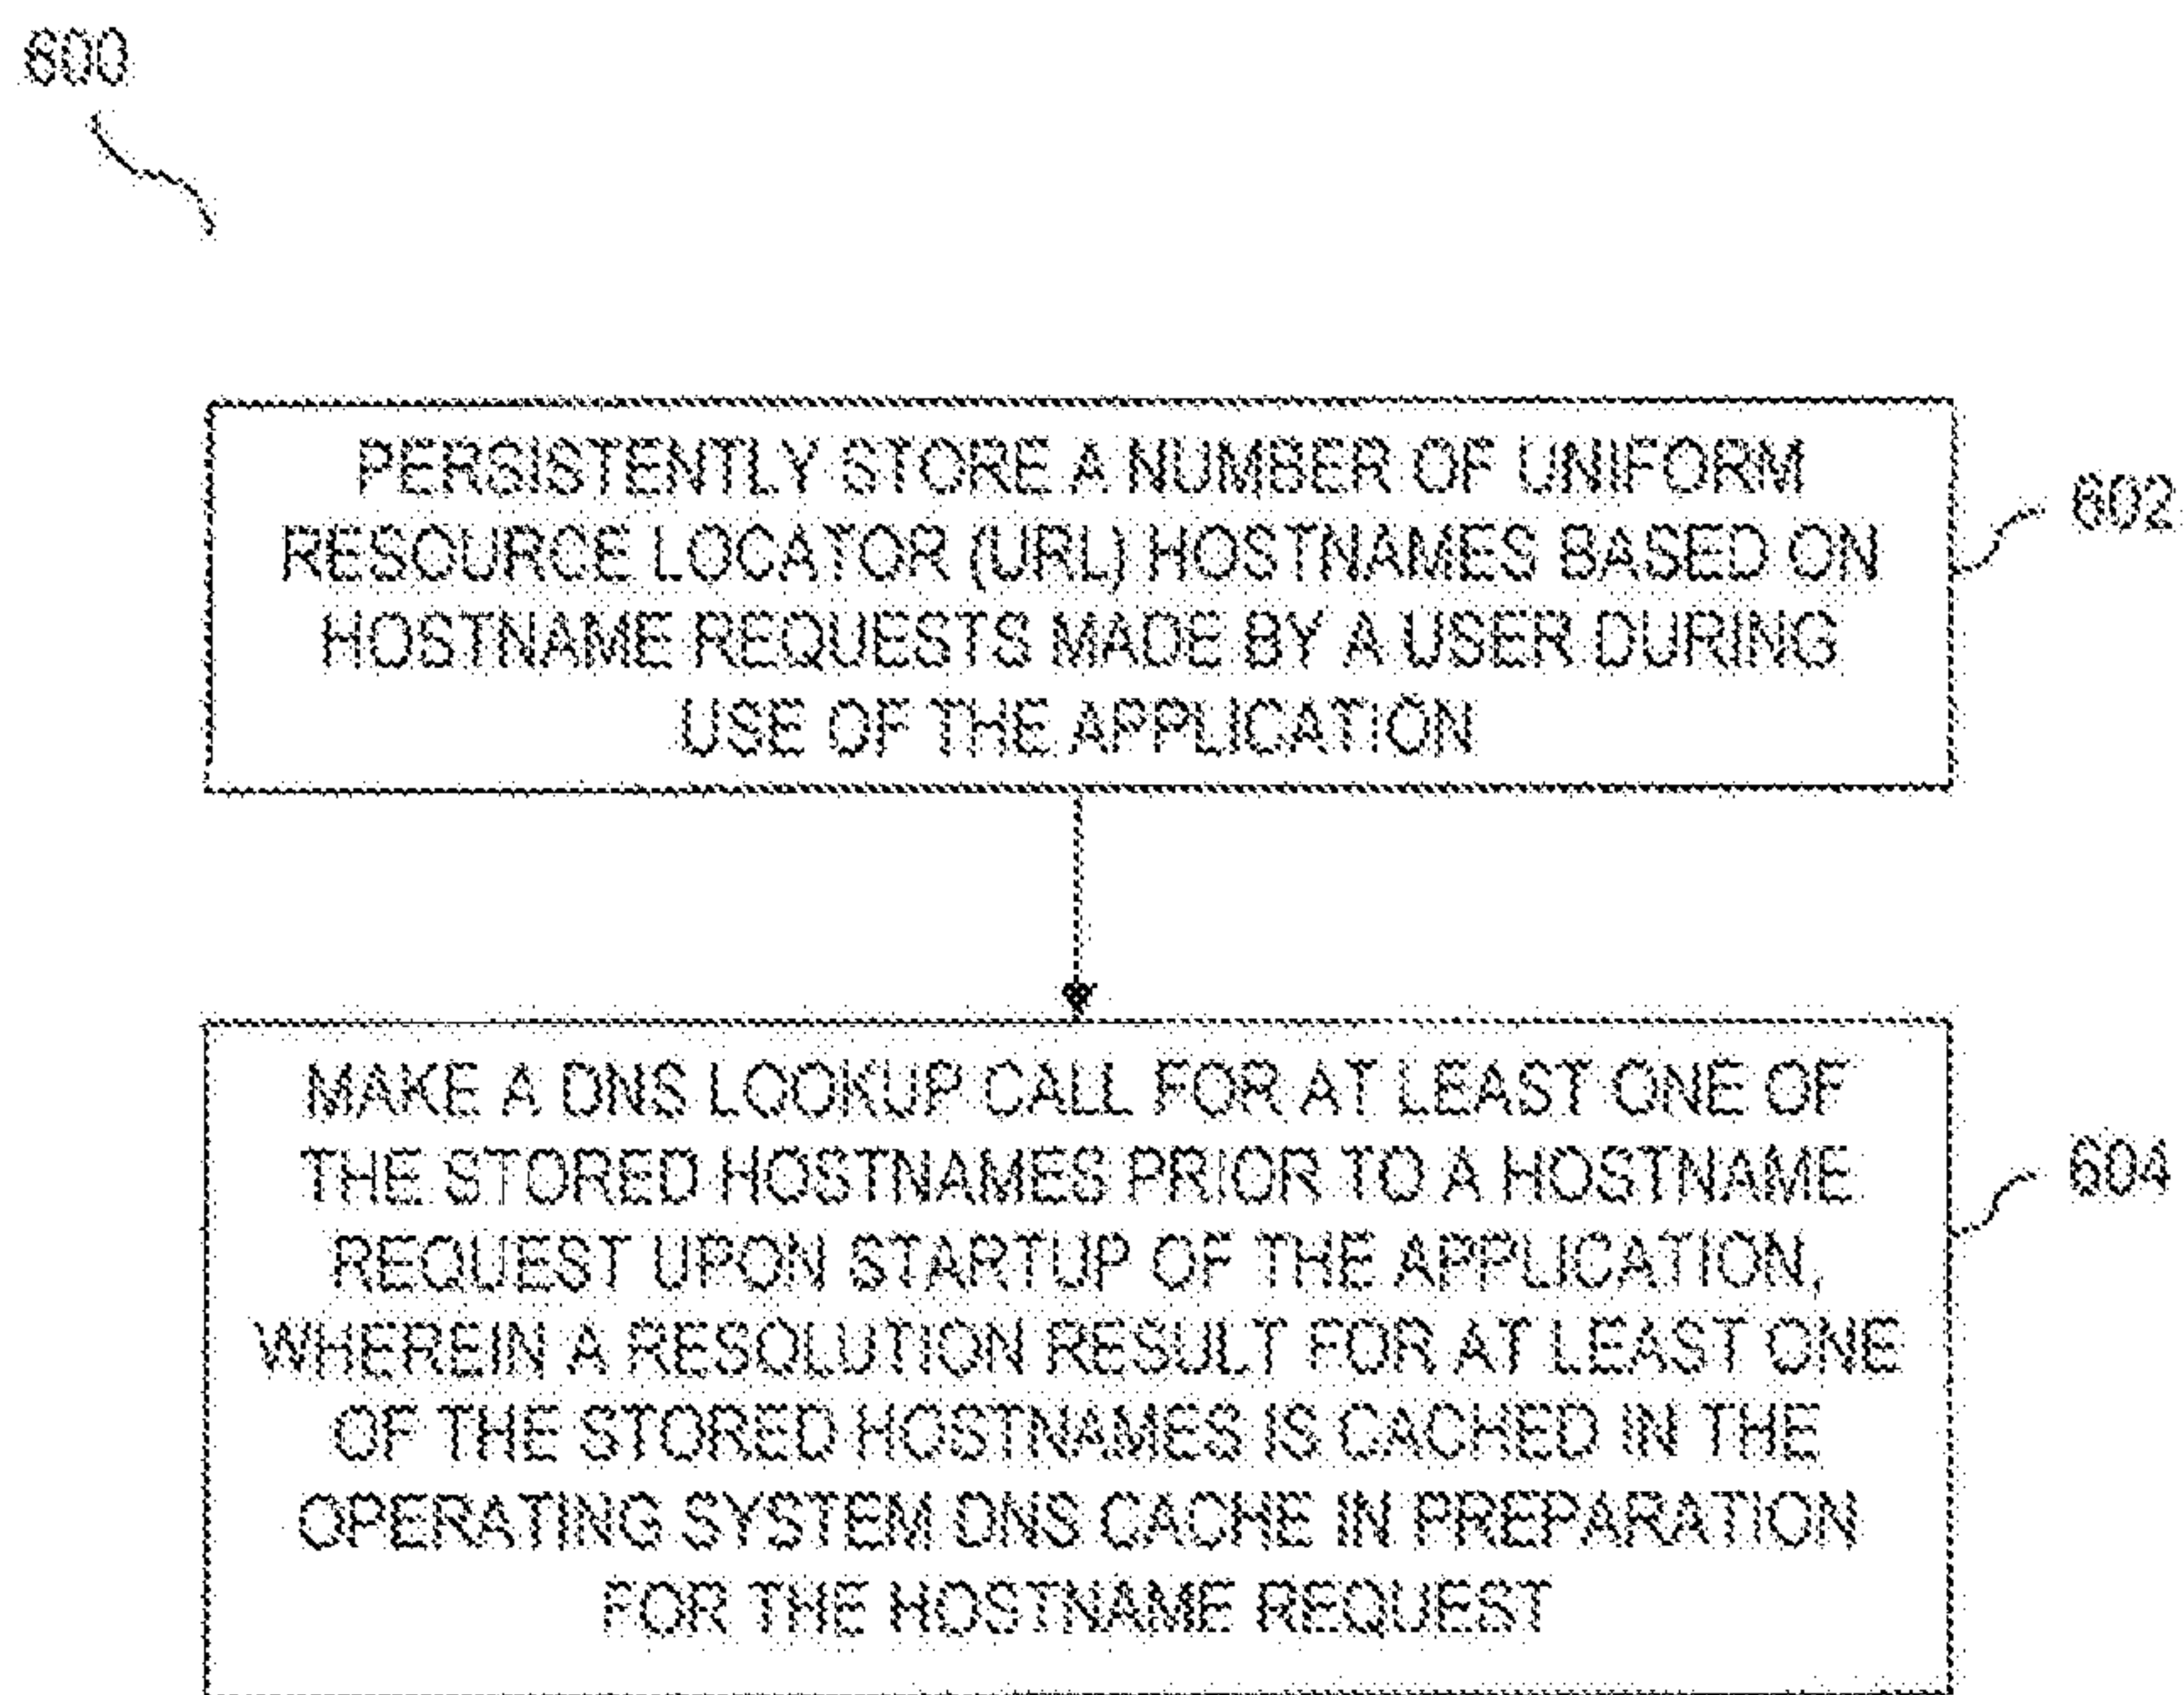 600
PERSISTENTLY STORE A NUMBER OF UNIFORM
RESOURCE LOCATOR (URL) HOSTNAMES BASED ON
HOSTNAME REQUESTS MADE BY A USER DURING
USE OF THE APPLICATION
602
MAKE A DNS LOOKUP CALL FOR AT LEAST ONE OF
THE STORED HOSTNAMES PRIOR TO A HOSTNAME
REQUEST UPON STARTUP OF THE APPLICATION,
WHEREIN A RESOLUTION RESULT FOR AT LEAST ONE
OF THE STORED HOSTNAMES IS CACHED IN THE
OPERATING SYSTEM DNS CACHE IN PREPARATION
FOR THE HOSTNAME REQUEST
604